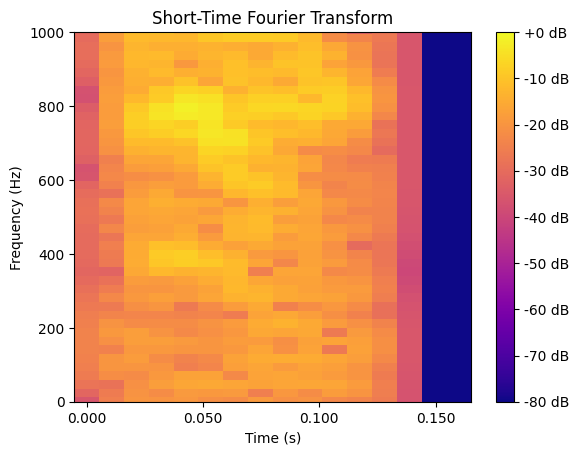 Short-Time Fourier Transform
1000
800
600
400
200
0
Frequency (Hz)
0.000
0.050
0.100
0.150
Time (s)
+0 dB
-10 dB
-20 dB
-30 dB
-40 dB
-50 dB
-60 dB
-70 dB
-80 dB